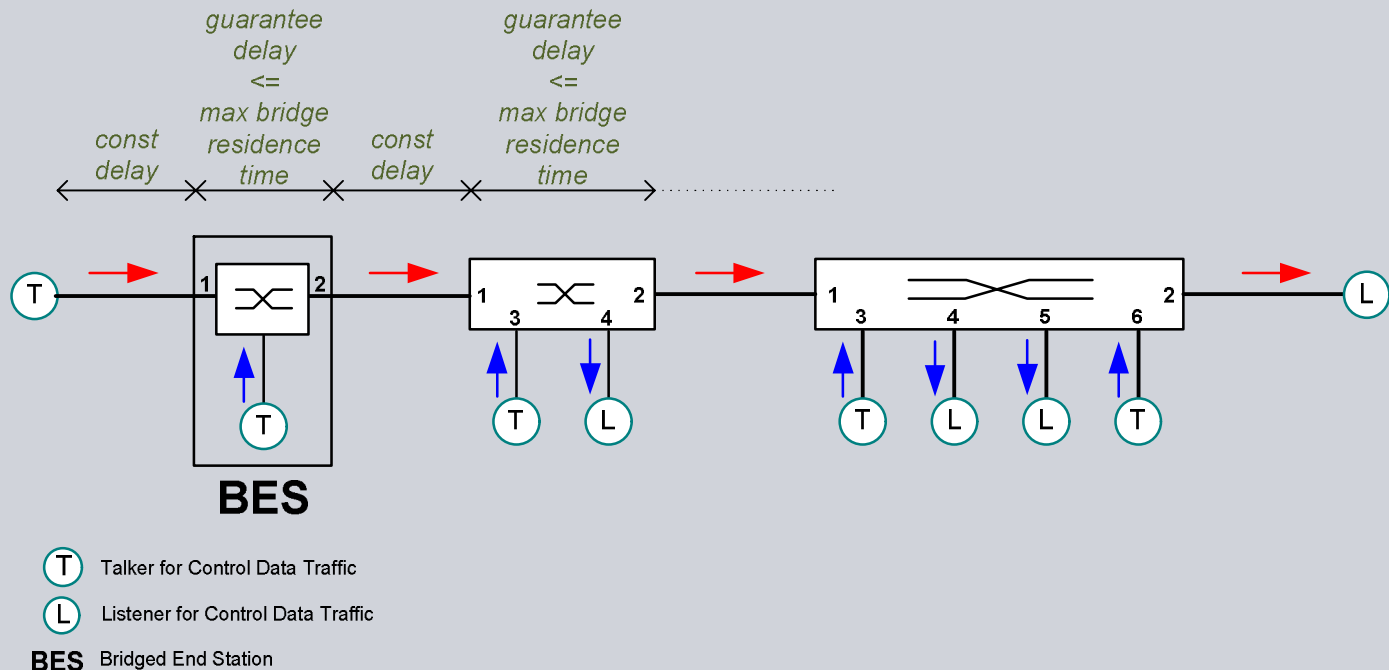 guarantee
delay
<=
max bridge
residence
time
guarantee
delay
<=
max bridge
residence
time
const
delay
const
delay
T
1
2
T
BES
1
2
3
4
T
L
1
2
3
4
5
6
T
L
L
T
L
T Talker for Control Data Traffic
L Listener for Control Data Traffic
BES Bridged End Station